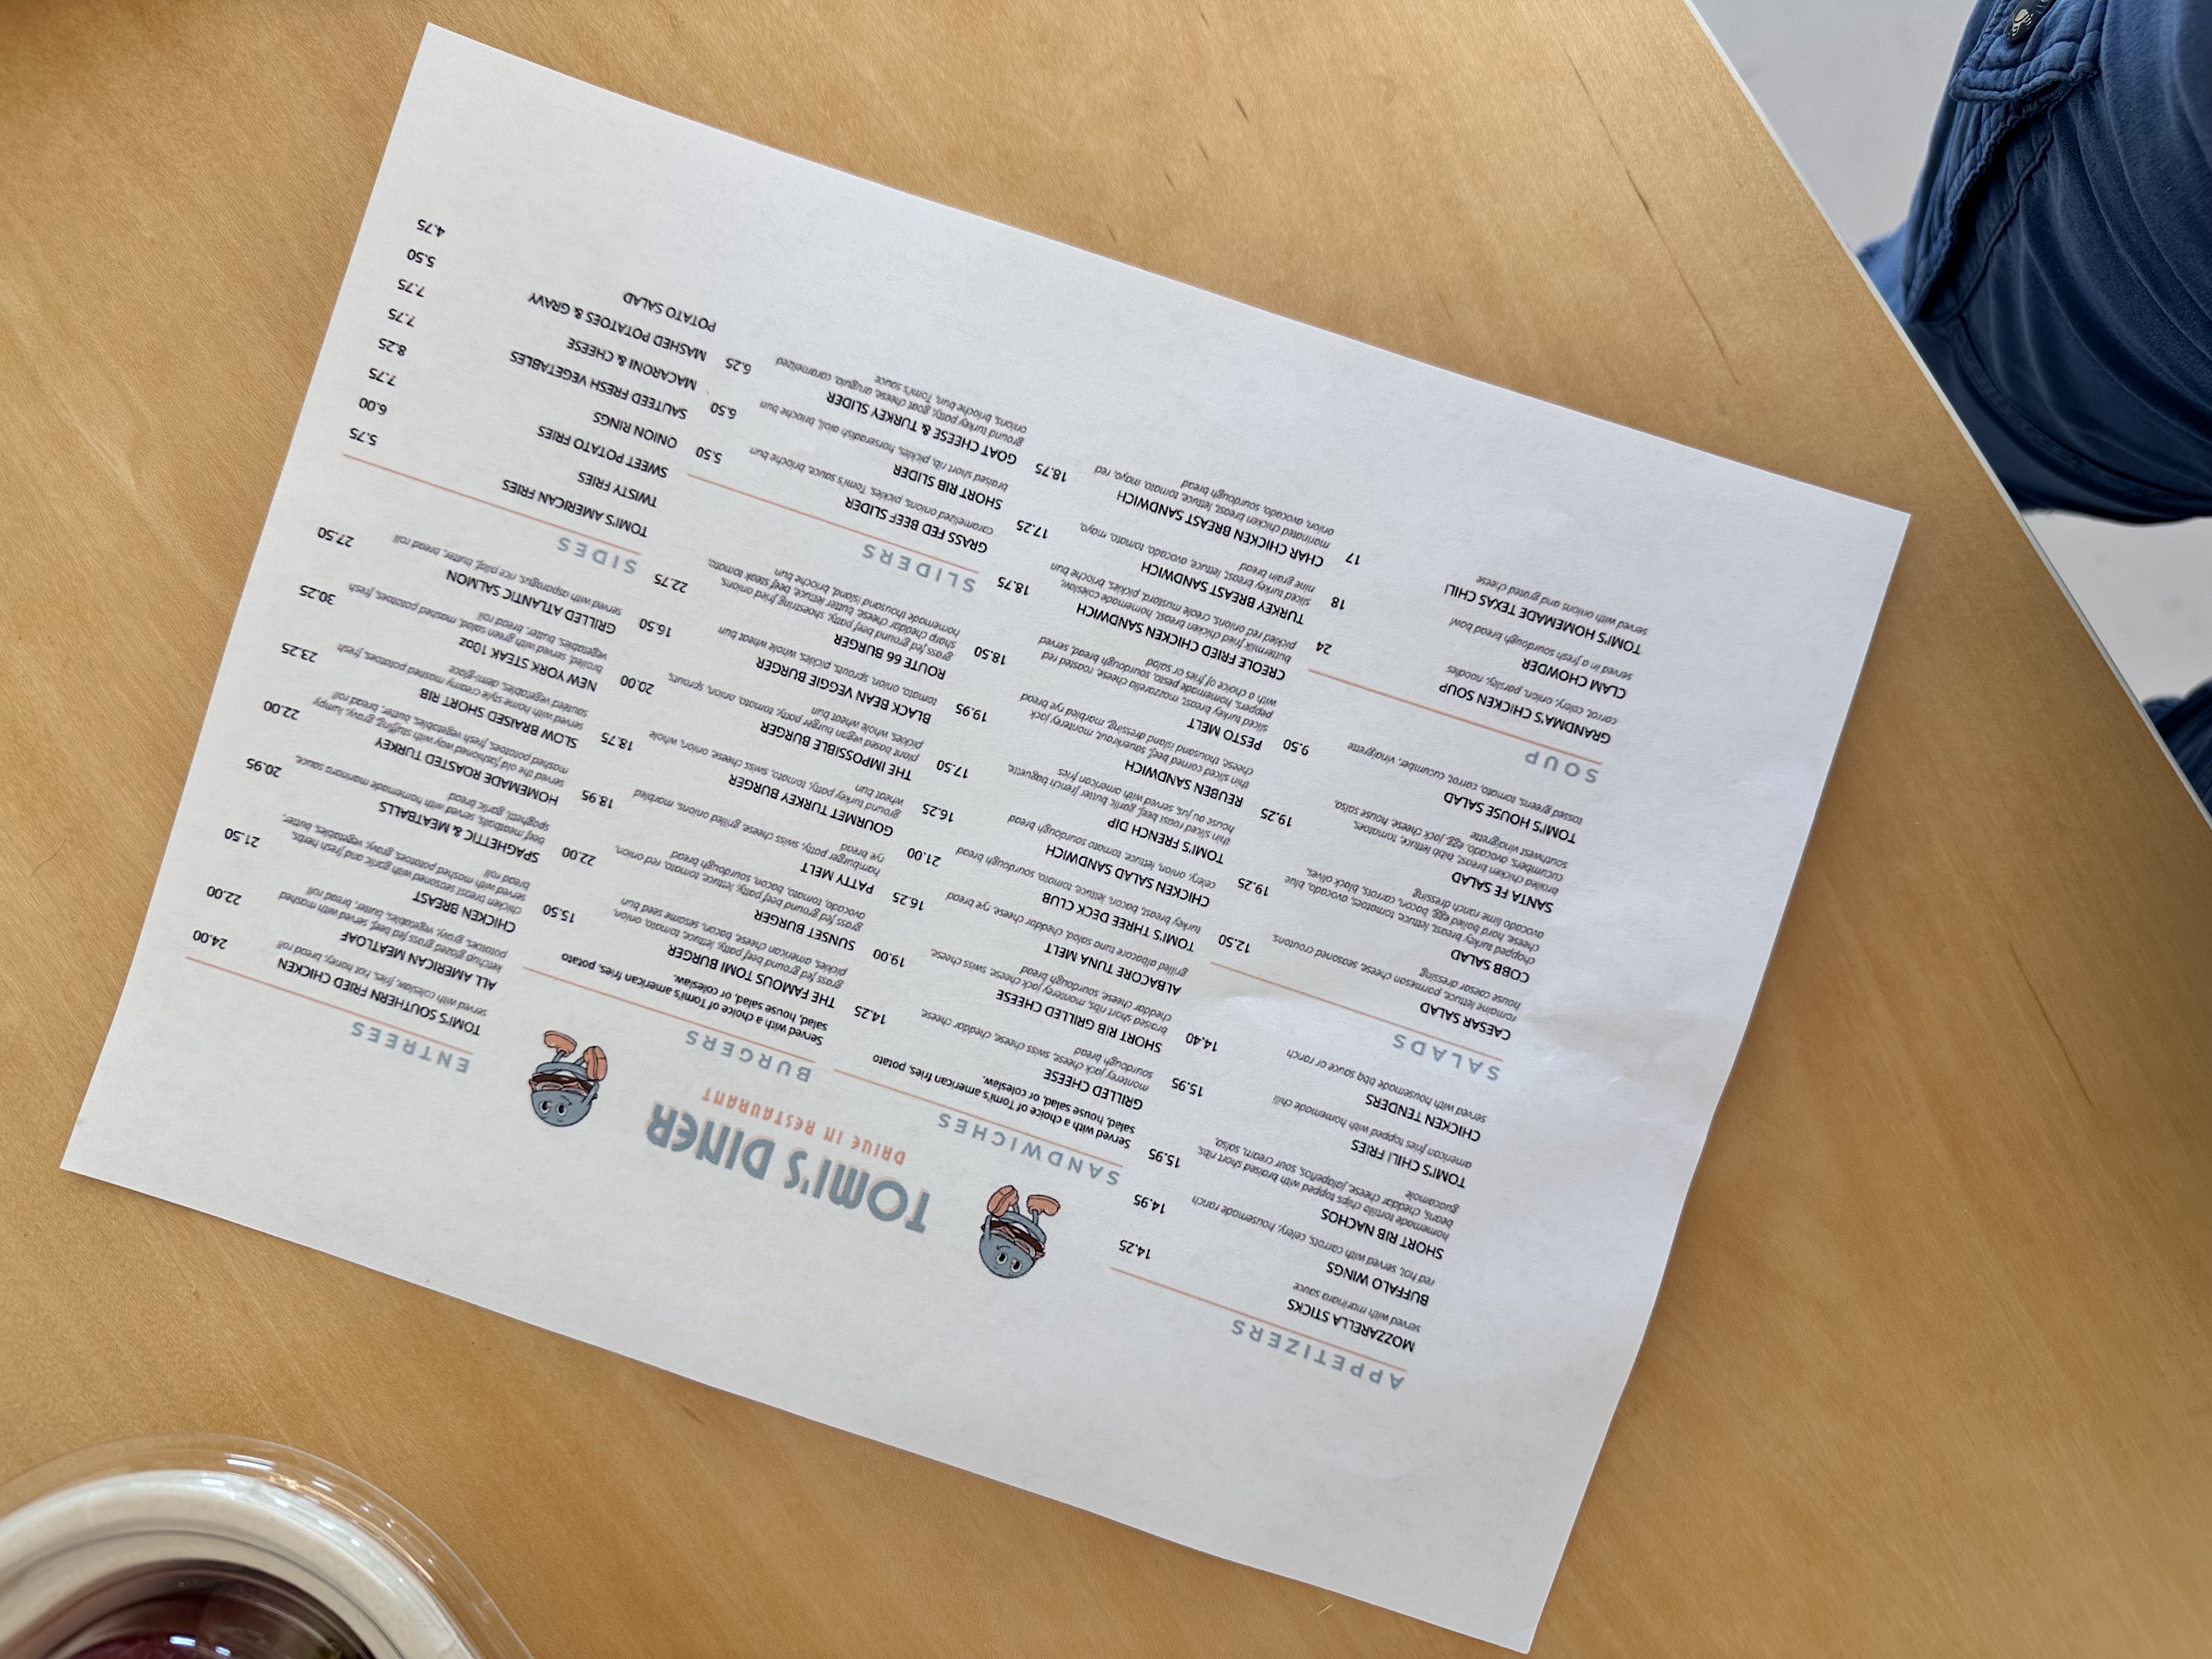 TOMI'S DINER
DRIVE IN RESTAURANT
APPETIZERS
MOZZARELLA STICKS 14.25
served with marinara sauce
BUFFALO WINGS 14.95
red hot, served with carrots, celery, housemade ranch
SHORT RIB NACHOS 15.95
homemade tortilla chips topped with braised short ribs,
beans, cheddar cheese, jalapeños, sour cream, salsa,
guacamole
TOMI'S CHILI FRIES 15.95
american fries topped with homemade chili
CHICKEN TENDERS 14.40
served with housemade bbq sauce or ranch
SALADS
CAESAR SALAD 12.50
romaine lettuce, parmesan cheese, seasoned croutons,
house caesar dressing
COBB SALAD 19.25
chopped turkey breast, lettuce, tomatoes, avocado, blue
cheese, hard boiled egg, bacon, carrots, black olives,
avocado lime ranch dressing
SANTA FE SALAD 19.25
broiled chicken breast, bibb lettuce, tomatoes,
cucumbers, avocado, egg, jack cheese, house salsa,
southwest vinaigrette
TOMI'S HOUSE SALAD 9.50
tossed greens, tomato, carrot, cucumber, vinaigrette
SOUP
GRANDMA'S CHICKEN SOUP 24
carrot, celery, onion, parsley, noodles
CLAM CHOWDER 18
served in a fresh sourdough bread bowl
TOMI'S HOMEMADE TEXAS CHILI 17
served with onions and grated cheese
SANDWICHES
Served with a choice of Tomi's american fries, potato
salad, house salad, or coleslaw.
GRILLED CHEESE 14.25
monterey jack cheese, swiss cheese, cheddar cheese,
sourdough bread
SHORT RIB GRILLED CHEESE 19.00
braised short ribs, monterey jack cheese, swiss cheese,
cheddar cheese, sourdough bread
ALBACORE TUNA MELT 16.25
grilled albacore tuna salad, cheddar cheese, rye bread
TOMI'S THREE DECK CLUB 21.00
turkey breast, bacon, lettuce, tomato, sourdough bread
CHICKEN SALAD SANDWICH 16.25
celery, onion, lettuce, tomato sourdough bread
TOMI'S FRENCH DIP 17.50
thin sliced roast beef, garlic butter french baguette,
house au jus, served with american fries
REUBEN SANDWICH 19.95
thin sliced corned beef, sauerkraut, monterey jack
cheese, thousand island dressing, marbled rye bread
PESTO MELT 18.50
sliced turkey breast, mozzarella cheese, roasted red
peppers, homemade pesto, sourdough bread, served
with a choice of fries or salad
CREOLE FRIED CHICKEN SANDWICH 18.75
buttermilk fried chicken breast, homemade coleslaw,
pickled red onions, creole mustard, pickles, brioche bun
TURKEY BREAST SANDWICH 17.25
sliced turkey breast, lettuce, avocado, tomato, mayo,
nine grain bread
CHAR CHICKEN BREAST SANDWICH 18.75
marinated chicken breast, lettuce, tomato, mayo, red
onion, avocado, sourdough bread
BURGERS
Served with a choice of Tomi's american fries, potato
salad, house salad, or coleslaw.
THE FAMOUS TOMI BURGER 15.50
grass fed ground beef patty, lettuce, tomato, onion,
pickles, american cheese, bacon, sesame seed bun
SUNSET BURGER 22.00
grass fed ground beef patty, lettuce, tomato, red onion,
avocado, tomato, bacon, sourdough bread
PATTY MELT 18.95
hamburger patty, swiss cheese, grilled onions, marbled
rye bread
GOURMET TURKEY BURGER 18.75
ground turkey patty, tomato, swiss cheese, onion, whole
wheat bun
THE IMPOSSIBLE BURGER 20.00
plant based vegan burger patty, tomato, onion, sprouts,
pickles, whole wheat bun
BLACK BEAN VEGGIE BURGER 16.50
tomato, onion, sprouts, pickles, whole wheat bun
ROUTE 66 BURGER 22.75
grass fed ground beef patty, shoestring fried onions,
sharp cheddar cheese, butter lettuce, beef steak tomato,
homemade thousand island, brioche bun
SLIDERS
GRASS FED BEEF SLIDER 5.50
caramelized onions, pickles, Tomi's sauce, brioche bun
SHORT RIB SLIDER 6.50
braised short rib, pickles, horseradish aioli, brioche bun
GOAT CHEESE & TURKEY SLIDER 6.25
ground turkey patty, goat cheese, arugula, caramelized
onions, brioche bun, Tomi's sauce
ENTREES
TOMI'S SOUTHERN FRIED CHICKEN 24.00
served with coleslaw, fries, hot honey, bread roll
ALL AMERICAN MEATLOAF 22.00
ketchup glazed grass fed beef, served with mashed
potatoes, gravy, vegetables, butter, bread roll
CHICKEN BREAST 21.50
chicken breast seasoned with garlic and fresh herbs,
served with mashed potatoes, gravy, vegetables, butter,
bread roll
SPAGHETTIC & MEATBALLS 20.95
beef meatballs, served with homemade marinara sauce,
spaghetti, garlic bread
HOMEMADE ROASTED TURKEY 22.00
served the old fashioned way with stuffing, gravy, lumpy
mashed potatoes, fresh vegetables, butter, bread roll
SLOW BRAISED SHORT RIB 23.25
served with home style creamy mashed potatoes, fresh
sautéed vegetables, demi-glace
NEW YORK STEAK 10oz 30.25
broiled, served with green salad, mashed potatoes, fresh
vegetables, butter, bread roll
GRILLED ATLANTIC SALMON 27.50
served with asparagus, rice pilaf, butter, bread roll
SIDES
TOMI'S AMERICAN FRIES 5.75
TWISTY FRIES 6.00
SWEET POTATO FRIES 7.75
ONION RINGS 8.25
SAUTEED FRESH VEGETABLES 7.75
MACARONI & CHEESE 7.75
MASHED POTATOES & GRAVY 5.50
POTATO SALAD 4.75